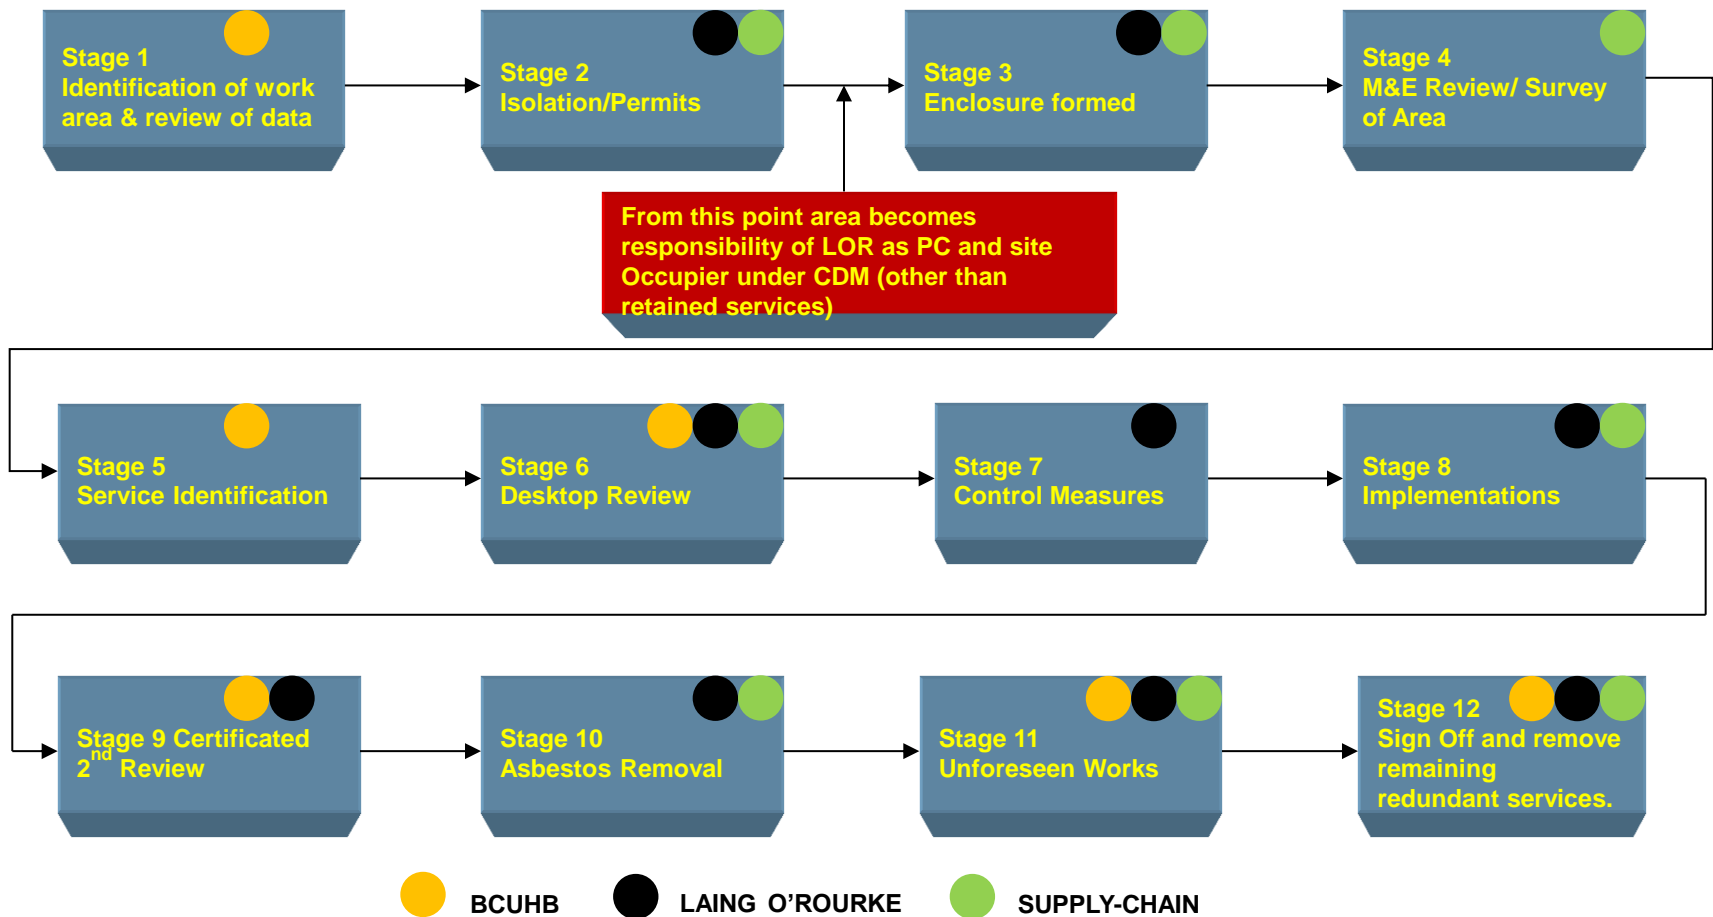 Stage 1
Identification of work
area & review of data
Stage 2
Isolation/Permits
Stage 3
Enclosure formed
Stage 4
M&E Review/ Survey
of Area
From this point area becomes
responsibility of LOR as PC and site
Occupier under CDM (other than
retained services)
Stage 5
Service Identification
Stage 6
Desktop Review
Stage 7
Control Measures
Stage 8
Implementations
Stage 9 Certificated
2nd Review
Stage 10
Asbestos Removal
Stage 11
Unforeseen Works
Stage 12
Sign Off and remove
remaining
redundant services.
BCUHB
LAING O'ROURKE
SUPPLY-CHAIN